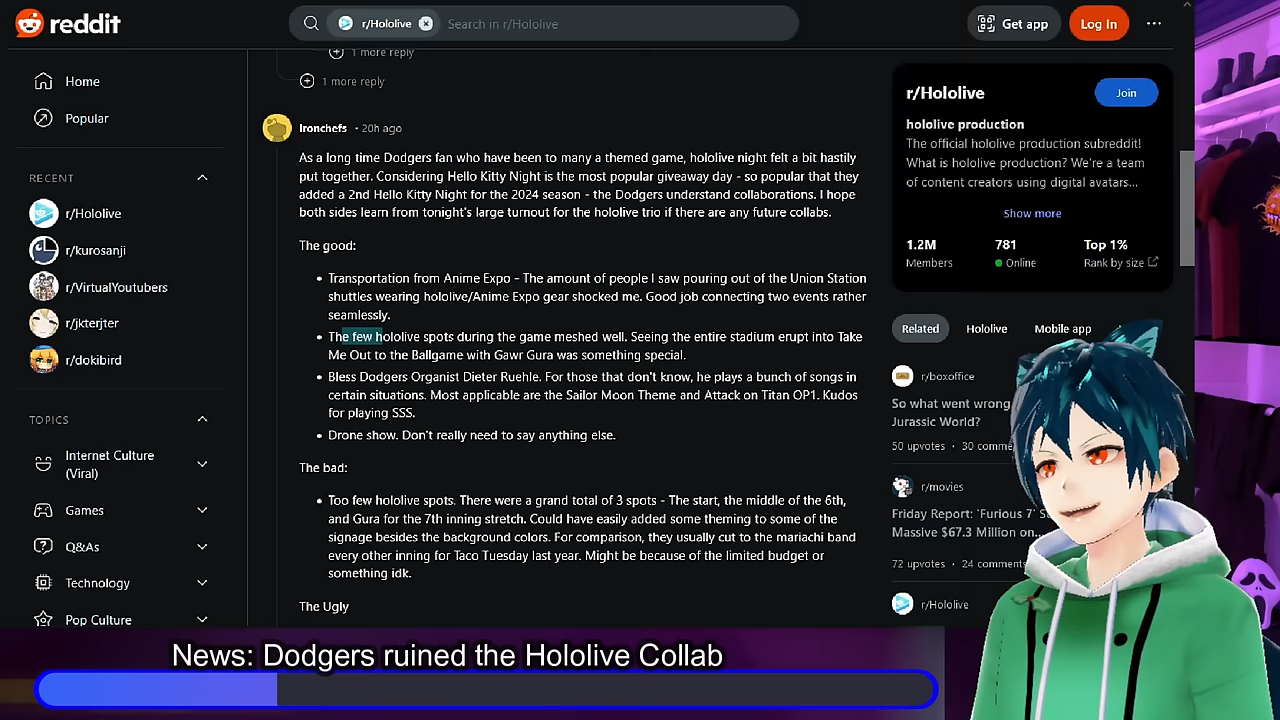 reddit
r/Hololive
Search in r/Hololive
Get app
Log In
Home
Popular
RECENT
r/Hololive
r/kurosanji
r/VirtualYoutubers
r/jkterjter
r/dokibird
TOPICS
Internet Culture
(Viral)
Games
Q&As
Technology
Pop Culture
1 more reply
1 more reply
Ironchefs • 20h ago
As a long time Dodgers fan who have been to many a themed game, hololive night felt a bit hastily
put together. Considering Hello Kitty Night is the most popular giveaway day - so popular that they
added a 2nd Hello Kitty Night for the 2024 season - the Dodgers understand collaborations. I hope
both sides learn from tonight's large turnout for the hololive trio if there are any future collabs.
The good:
• Transportation from Anime Expo - The amount of people I saw pouring out of the Union Station
shuttles wearing hololive/Anime Expo gear shocked me. Good job connecting two events rather
seamlessly.
• The few hololive spots during the game meshed well. Seeing the entire stadium erupt into Take
Me Out to the Ballgame with Gawr Gura was something special.
• Bless Dodgers Organist Dieter Ruehle. For those that don't know, he plays a bunch of songs in
certain situations. Most applicable are the Sailor Moon Theme and Attack on Titan OP1. Kudos
for playing SSS.
• Drone show. Don't really need to say anything else.
The bad:
• Too few hololive spots. There were a grand total of 3 spots - The start, the middle of the 6th,
and Gura for the 7th inning stretch. Could have easily added some theming to some of the
signage besides the background colors. For comparison, they usually cut to the mariachi band
every other inning for Taco Tuesday last year. Might be because of the limited budget or
something idk.
The Ugly
r/Hololive
Join
hololive production
The official hololive production subreddit!
What is hololive production? We're a team
of content creators using digital avatars...
Show more
1.2M
Members
781
Online
Top 1%
Rank by size
Related
Hololive
Mobile app
r/boxoffice
So what went wrong
Jurassic World?
50 upvotes • 30
r/movies
Friday Report: 'Furious 7'
Massive $67.3 Million on...
72 upvotes • 24 comments
r/Hololive
News: Dodgers ruined the Hololive Collab